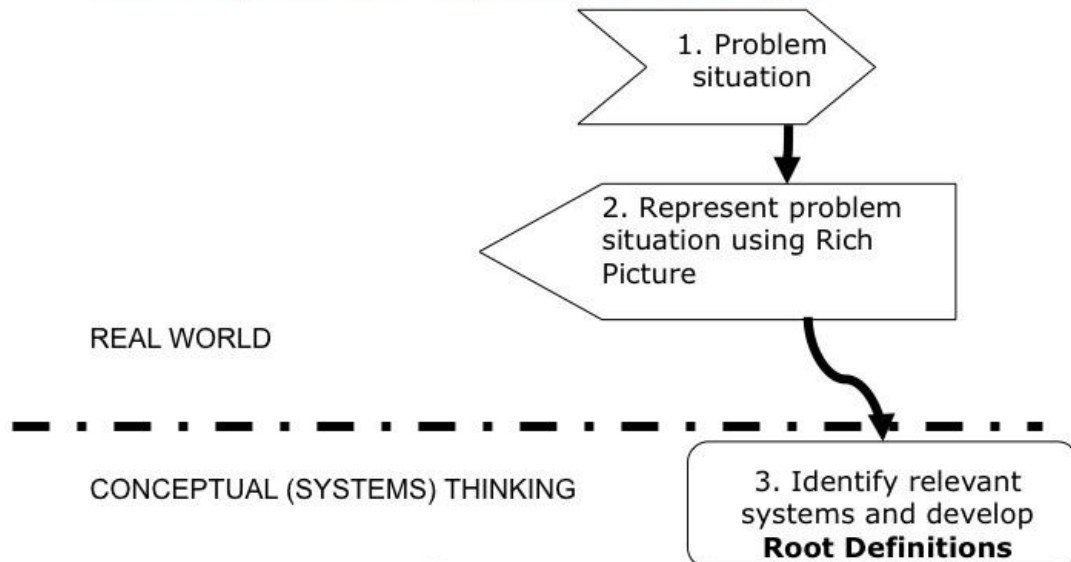 1. Problem
situation
2. Represent problem
situation using Rich
Picture
REAL WORLD
CONCEPTUAL (SYSTEMS) THINKING
3. Identify relevant
systems and develop
Root Definitions